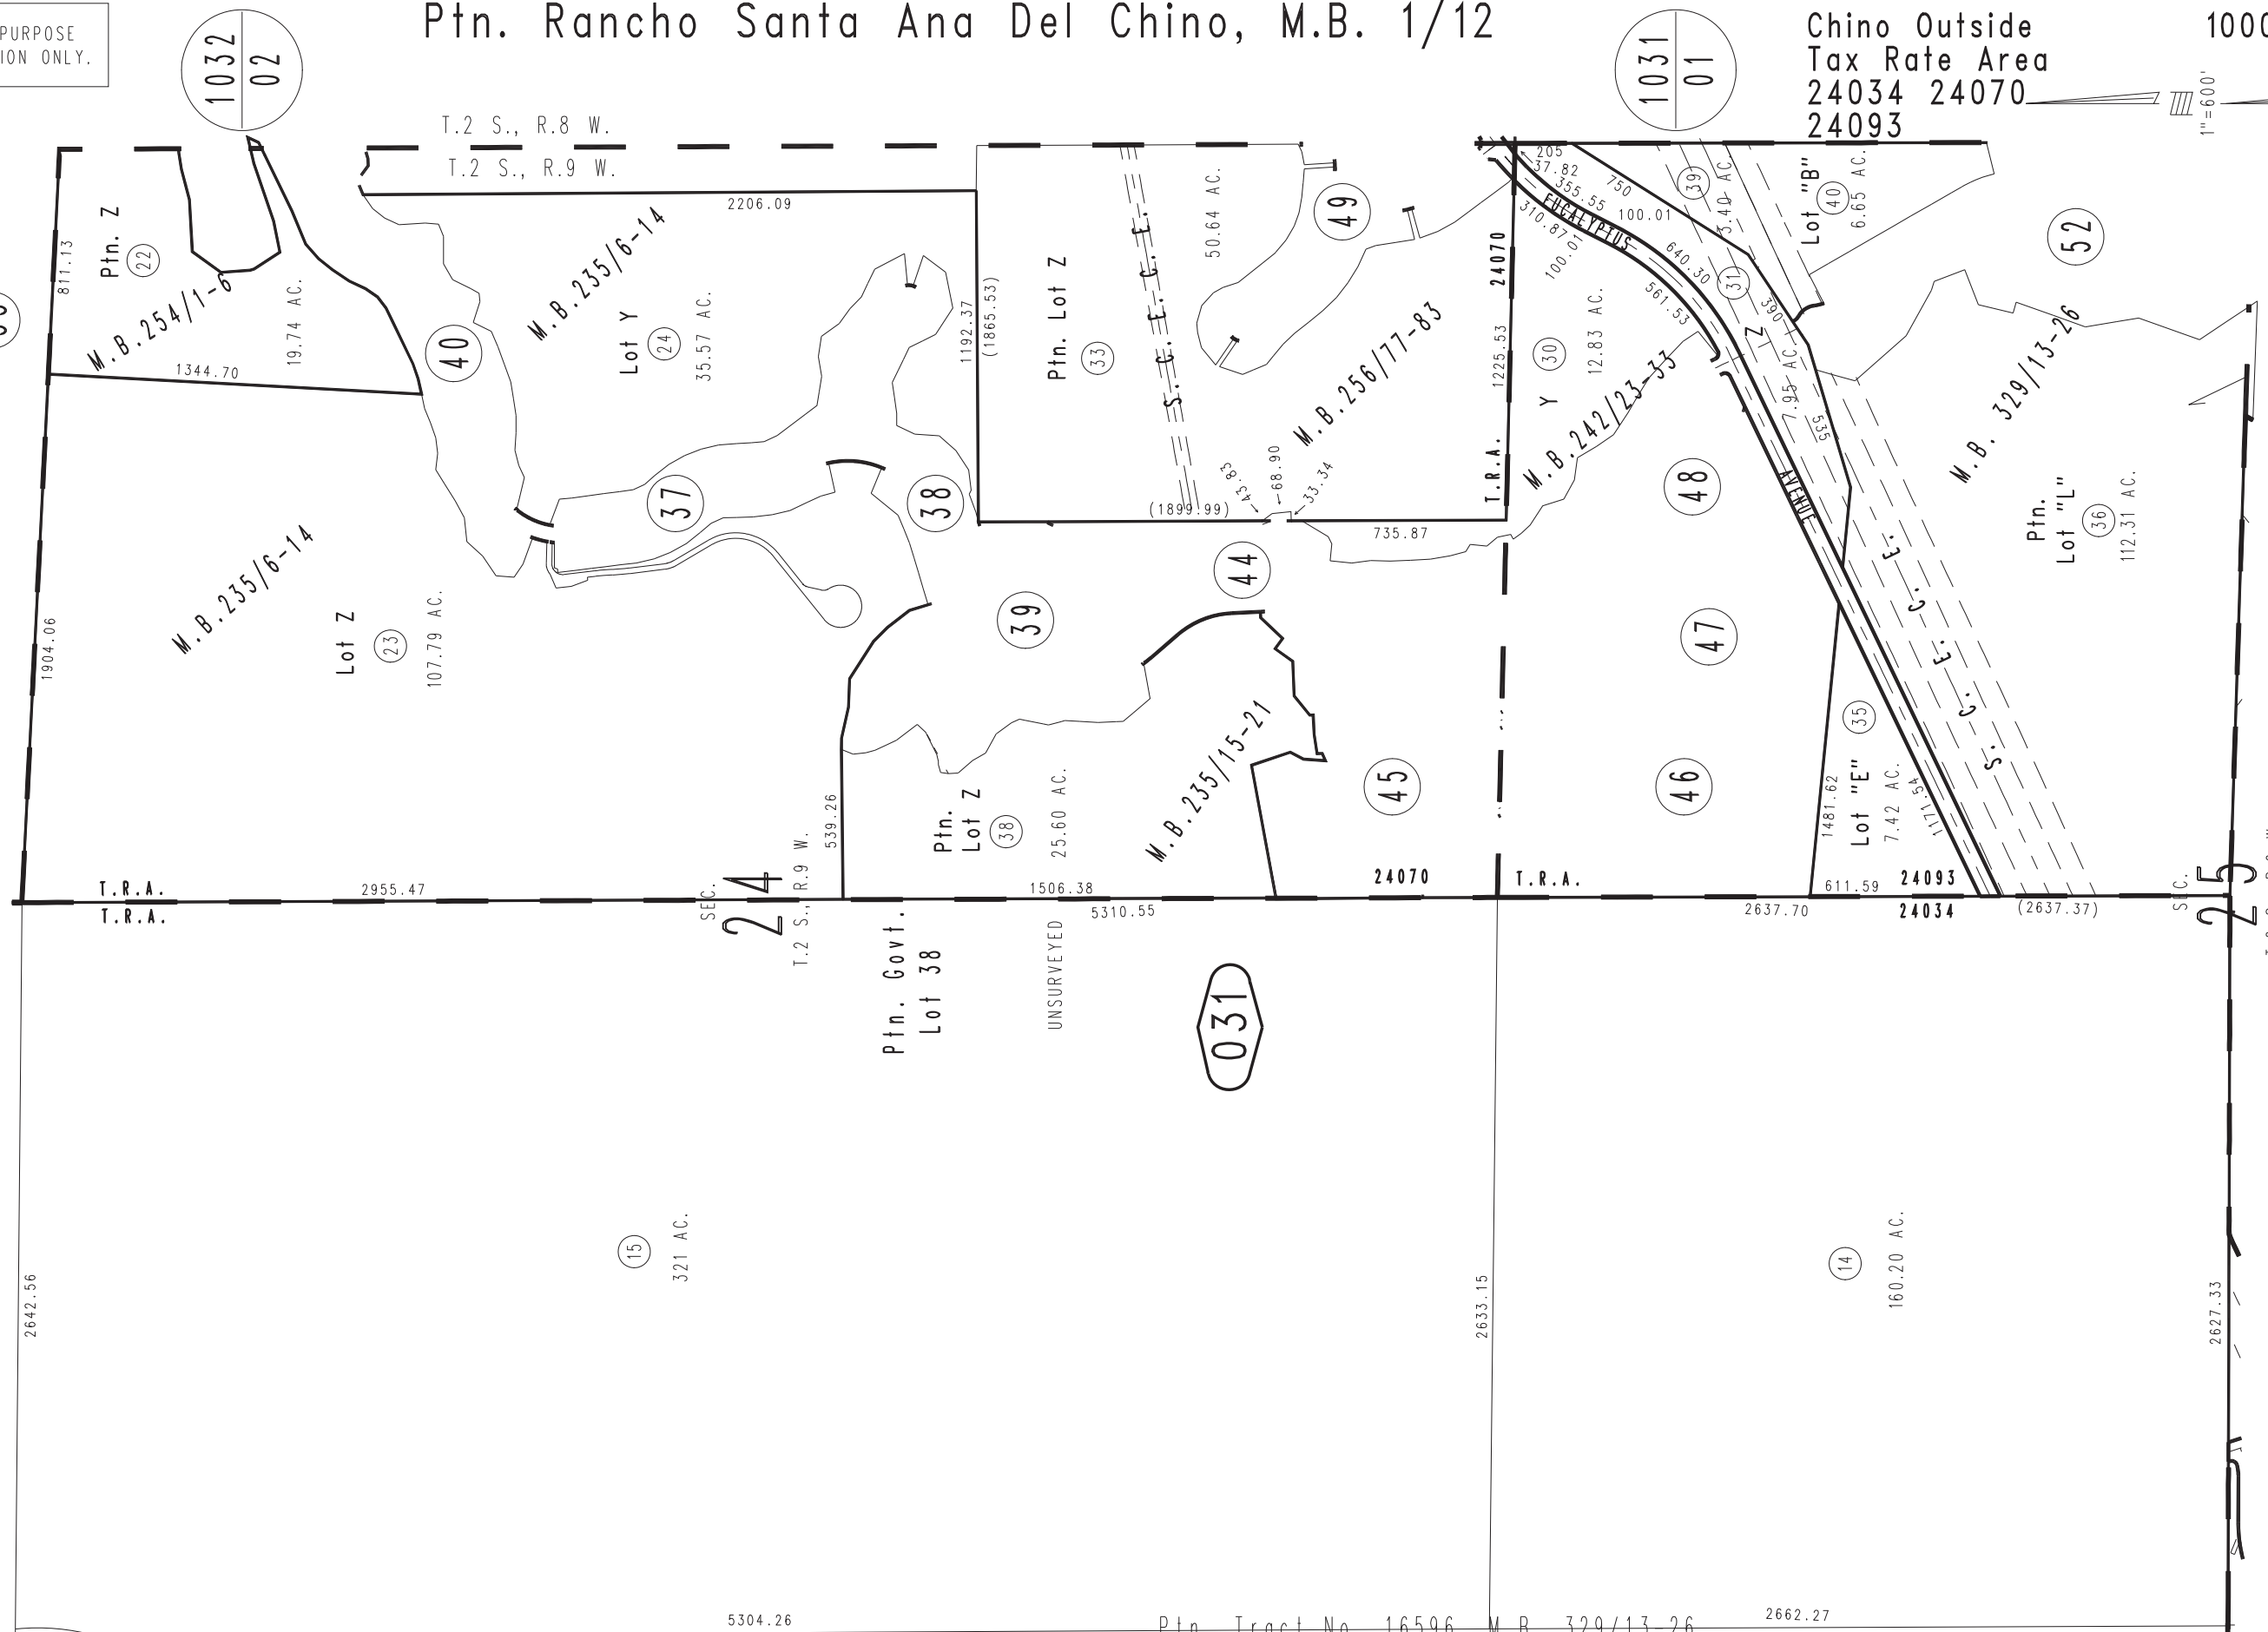 PURPOSE
ION ONLY.
1032
02
Ptn. Rancho Santa Ana Del Chino, M.B. 1/12
1031
01
Chino Outside
Tax Rate Area
24034 24070
24093
1"=600'
T.2 S., R.8 W.
T.2 S., R.9 W.
811.13
Ptn. Z
22
M.B.254/1-6
19.74 AC.
1344.70
40
2206.09
M.B.235/6-14
Lot Y
24
35.57 AC.
1192.37
(1865.53)
Ptn. Lot Z
33
S.C.E.C.E.
50.64 AC.
49
M.B.256/77-83
24070
1225.53
T.R.A.
205
37.82
355.55
750
EUCALYPTUS
100.01
310.87
100.01
640.30
561.53
39
3.40 AC.
Lot "B"
40
6.65 AC.
52
31
Z
390
7.95 AC.
535
30
Y
12.83 AC.
M.B.242/23-33
M.B. 329/13-26
48
AVENUE
Ptn.
Lot "L"
36
112.31 AC.
37
38
(1899.99)
43.83
68.90
33.34
735.87
44
1904.06
M.B.235/6-14
Lot Z
23
107.79 AC.
39
47
S. C. E. C. E.
M.B.235/15-21
45
46
35
Lot "E"
7.42 AC.
1481.62
1171.54
539.26
Ptn.
Lot Z
38
25.60 AC.
T.R.A.
T.R.A.
2955.47
SEC.
24
T.2 S., R.9 W.
1506.38
5310.55
24070
T.R.A.
2637.70
611.59
24093
24034
(2637.37)
SEC.
25
Ptn. Govt.
Lot 38
UNSURVEYED
031
15
321 AC.
14
160.20 AC.
2642.56
2633.15
2627.33
5304.26
Ptn. Tract No. 16596 M.B. 329/13-26
2662.27